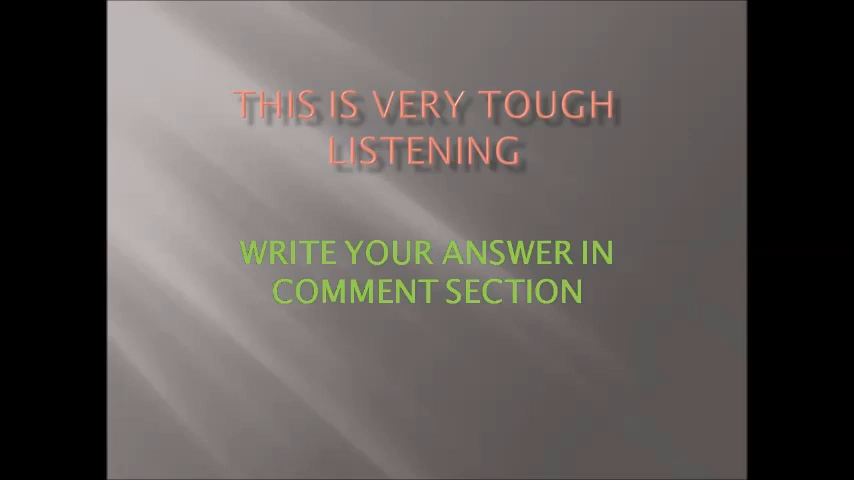 THIS IS VERY TOUGH
LISTENING
WRITE YOUR ANSWER IN
COMMENT SECTION